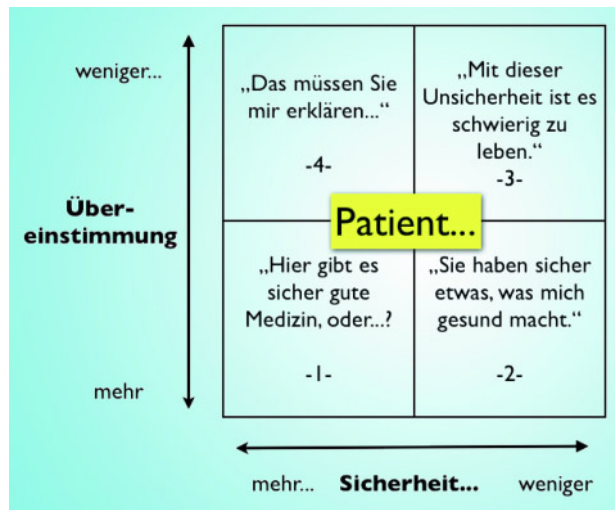 weniger...
„Das müssen Sie
mir erklären...“
-4-
„Mit dieser
Unsicherheit ist es
schwierig zu
leben.“
-3-
Über-
einstimmung
Patient...
„Hier gibt es
sicher gute
Medizin, oder...?
-1-
„Sie haben sicher
etwas, was mich
gesund macht.“
-2-
mehr
mehr... Sicherheit... weniger